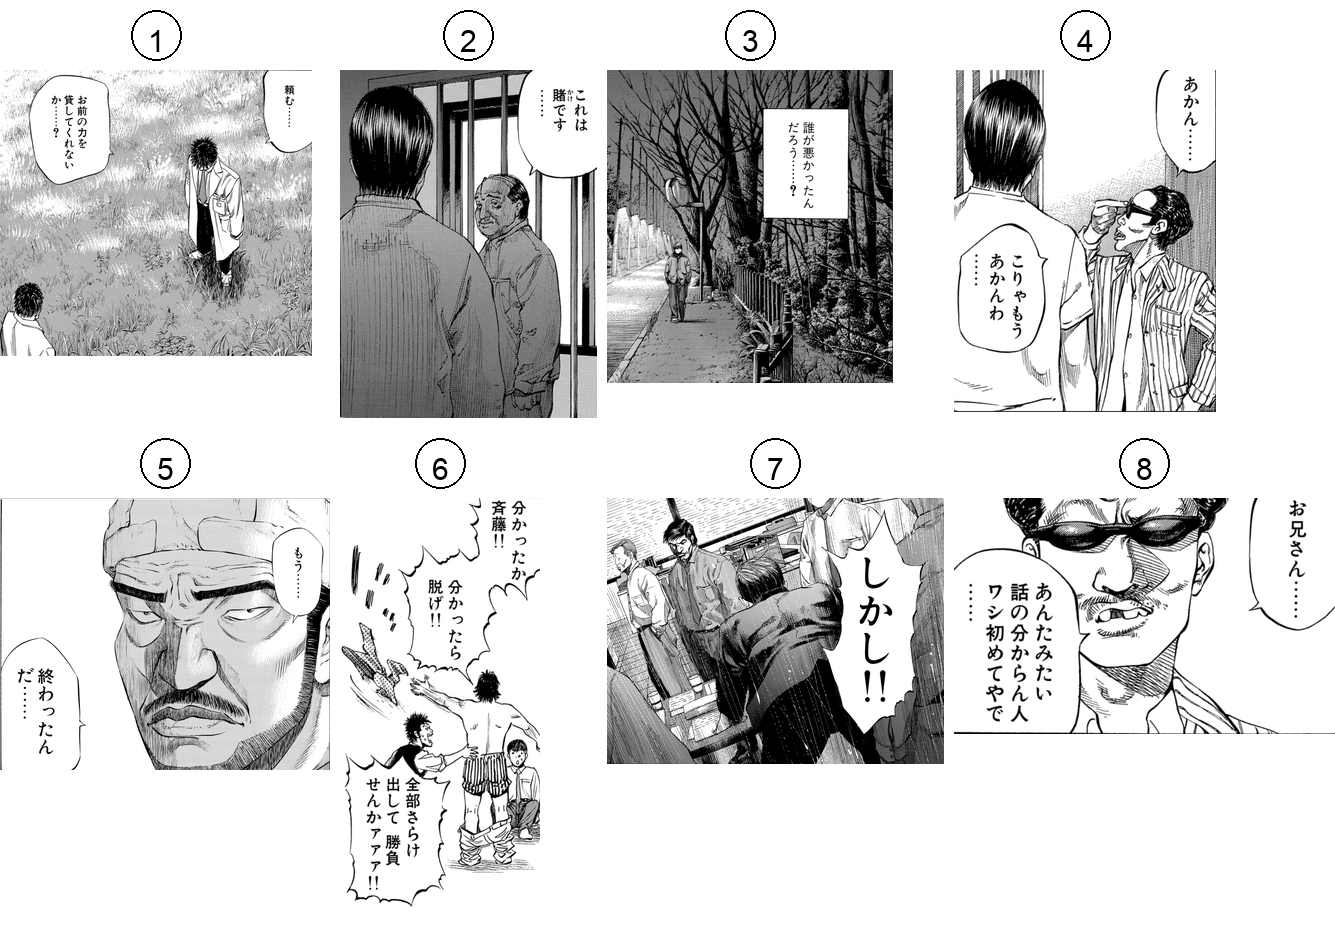 1
頼む……
お前の力を
貸してくれない
か……？
2
これは
賭です
かけ
……
3
誰が悪かったん
だろう……？
4
あかん……
こりゃもう
あかんわ
……
5
もう……
終わったん
だ……
6
分かったか
斉藤!!
分かったら
脱げ!!
全部さらけ
出して 勝負
せんかァァァ!!
7
しかし!!
8
お兄さん……
あんたみたい
話の分からん人
ワシ初めてやで
……